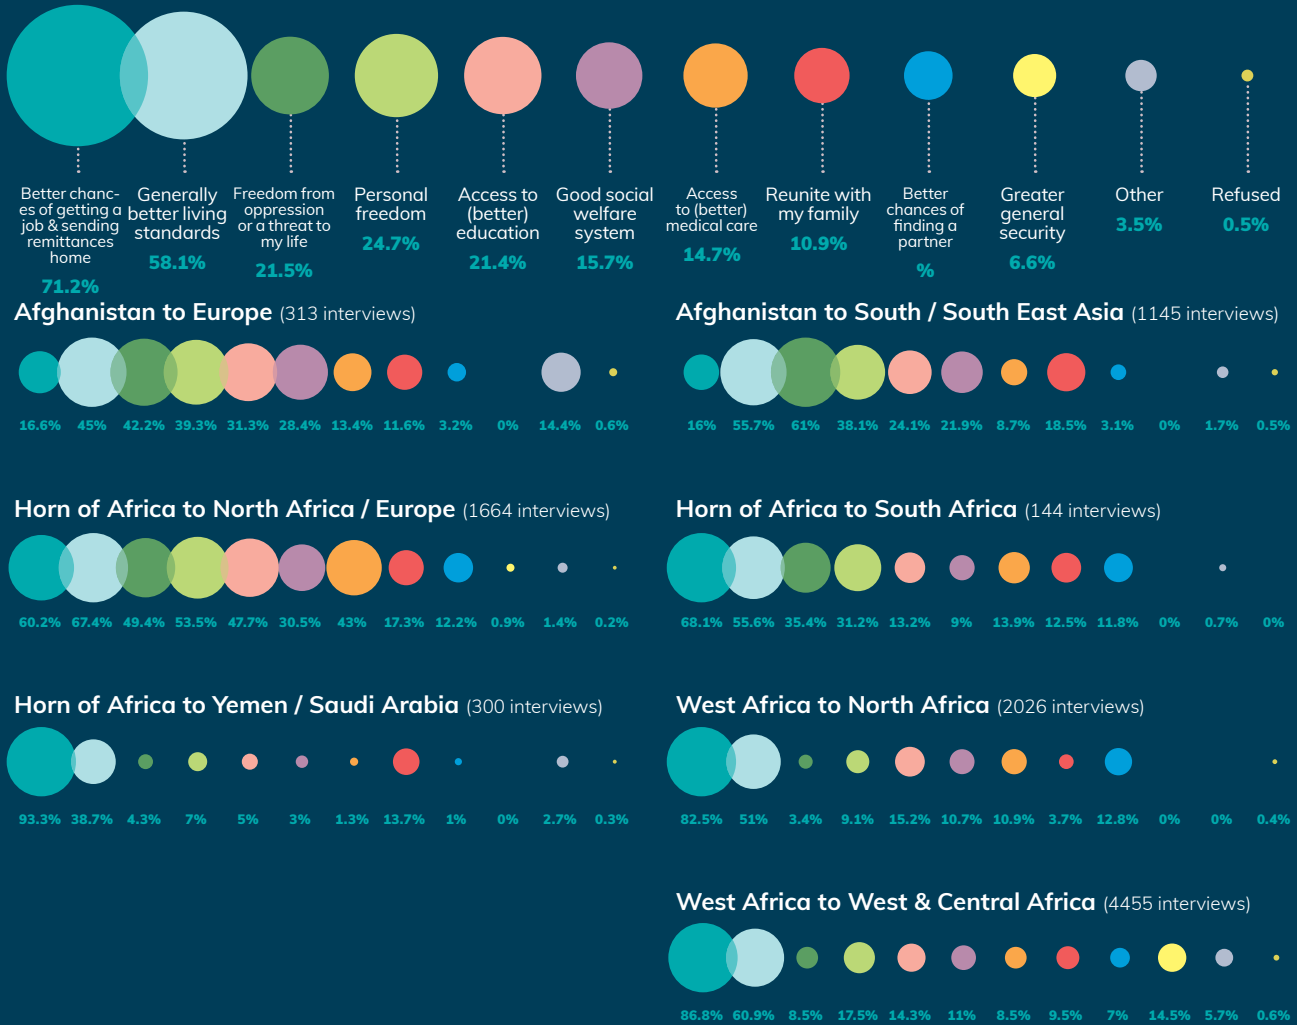 Better chanc-
es of getting a
job & sending
remittances
home
71.2%
Generally
better living
standards
58.1%
Freedom from
oppression
or a threat to
my life
21.5%
Personal
freedom
24.7%
Access to
(better)
education
21.4%
Good social
welfare
system
15.7%
Access
to (better)
medical care
14.7%
Reunite with
my family
10.9%
Better
chances of
finding a
partner
%
Greater
general
security
6.6%
Other
3.5%
Refused
0.5%
Afghanistan to Europe (313 interviews)
16.6% 45% 42.2% 39.3% 31.3% 28.4% 13.4% 11.6% 3.2% 0% 14.4% 0.6%
Afghanistan to South / South East Asia (1145 interviews)
16% 55.7% 61% 38.1% 24.1% 21.9% 8.7% 18.5% 3.1% 0% 1.7% 0.5%
Horn of Africa to North Africa / Europe (1664 interviews)
60.2% 67.4% 49.4% 53.5% 47.7% 30.5% 43% 17.3% 12.2% 0.9% 1.4% 0.2%
Horn of Africa to South Africa (144 interviews)
68.1% 55.6% 35.4% 31.2% 13.2% 9% 13.9% 12.5% 11.8% 0% 0.7% 0%
Horn of Africa to Yemen / Saudi Arabia (300 interviews)
93.3% 38.7% 4.3% 7% 5% 3% 1.3% 13.7% 1% 0% 2.7% 0.3%
West Africa to North Africa (2026 interviews)
82.5% 51% 3.4% 9.1% 15.2% 10.7% 10.9% 3.7% 12.8% 0% 0% 0.4%
West Africa to West & Central Africa (4455 interviews)
86.8% 60.9% 8.5% 17.5% 14.3% 11% 8.5% 9.5% 7% 14.5% 5.7% 0.6%